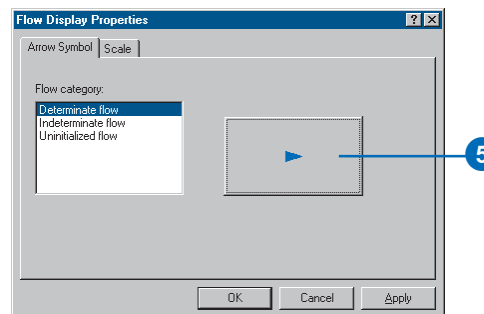 Flow Display Properties
Arrow Symbol
Scale
Flow category:
Determinate flow
Indeterminate flow
Uninitialized flow
5
OK
Cancel
Apply